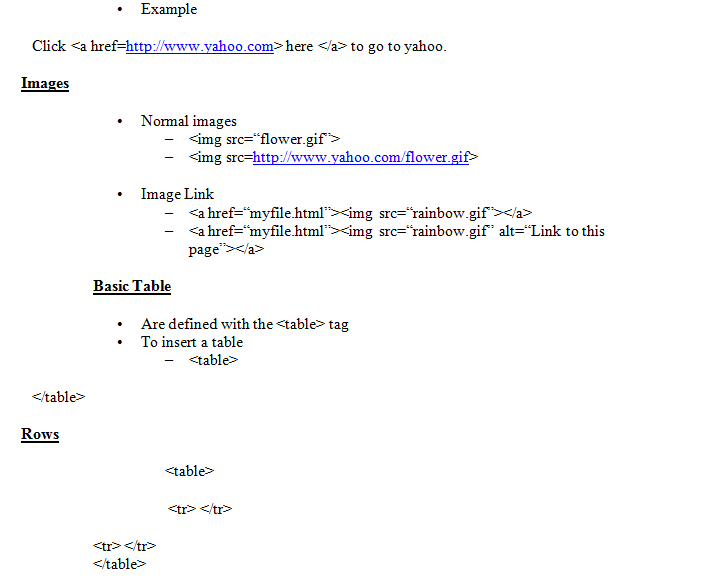 • Example
Click <a href=http://www.yahoo.com> here </a> to go to yahoo.
Images
• Normal images
– <img src=“flower.gif”>
– <img src=http://www.yahoo.com/flower.gif>
• Image Link
– <a href=“myfile.html”><img src=“rainbow.gif”></a>
– <a href=“myfile.html”><img src=“rainbow.gif” alt=“Link to this
page”></a>
Basic Table
• Are defined with the <table> tag
• To insert a table
– <table>
</table>
Rows
<table>
<tr> </tr>
<tr> </tr>
</table>